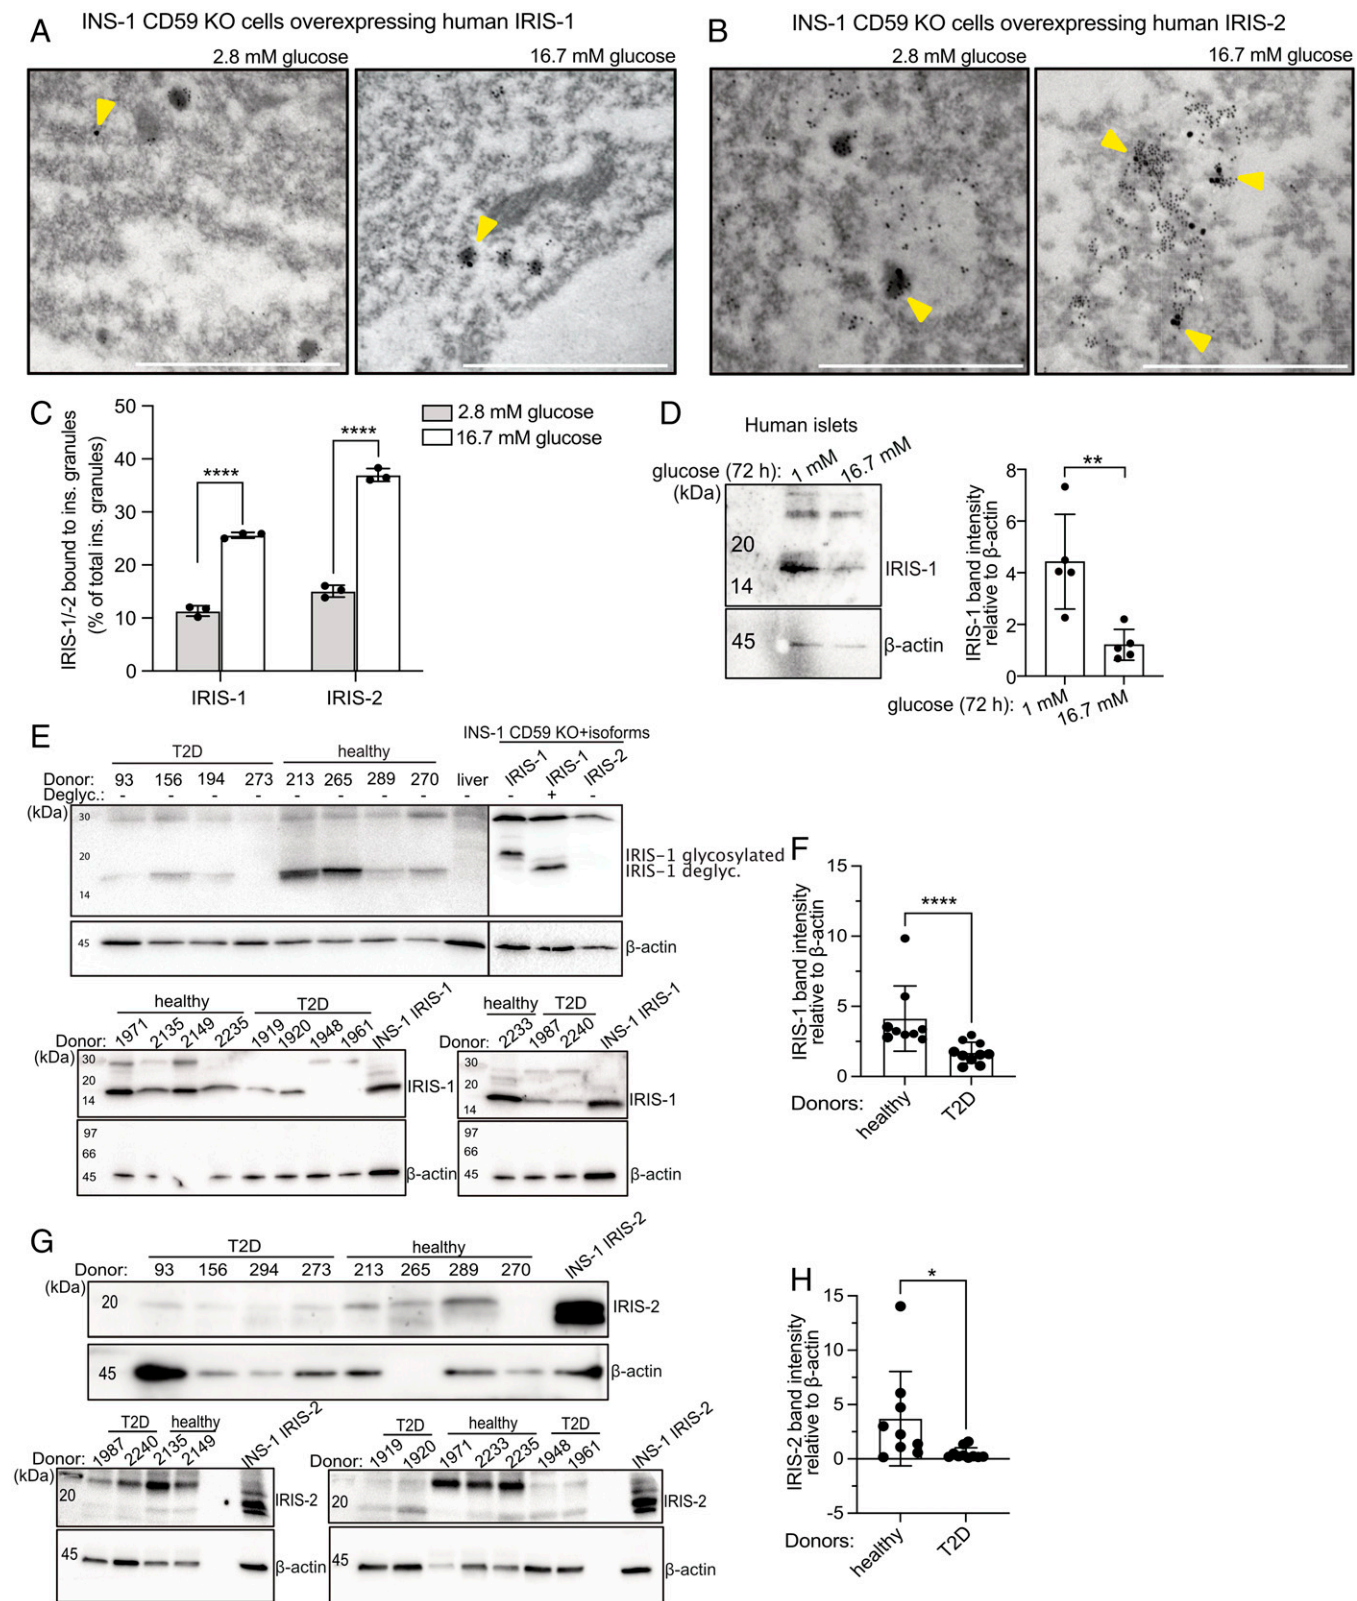 A
INS-1 CD59 KO cells overexpressing human IRIS-1
2.8 mM glucose
16.7 mM glucose
B
INS-1 CD59 KO cells overexpressing human IRIS-2
2.8 mM glucose
16.7 mM glucose
C
IRIS-1/-2 bound to ins. granules
(% of total ins. granules)
50
40
30
20
10
0
****
****
2.8 mM glucose
16.7 mM glucose
IRIS-1
IRIS-2
D
Human islets
glucose (72 h): 1 mM 16.7 mM
(kDa)
20
14
IRIS-1
45
β-actin
IRIS-1 band intensity
relative to β-actin
8
6
4
2
0
**
glucose (72 h): 1 mM 16.7 mM
E
T2D
healthy
INS-1 CD59 KO+isoforms
Donor: 93 156 194 273 213 265 289 270 liver IRIS-1 IRIS-1 IRIS-2
Deglyc.: - - - - - - - - - - + -
(kDa)
30
20
14
IRIS-1 glycosylated
IRIS-1 deglyc.
45
β-actin
healthy
T2D
Donor: 1971 2135 2149 2235 1919 1920 1948 1961 INS-1 IRIS-1
(kDa)
30
20
14
IRIS-1
97
66
45
β-actin
healthy
T2D
Donor: 2233 1987 2240 INS-1 IRIS-1
30
20
14
IRIS-1
97
66
45
β-actin
F
IRIS-1 band intensity
relative to β-actin
15
10
5
0
****
Donors: healthy T2D
G
T2D
healthy
Donor: 93 156 294 273 213 265 289 270 INS-1 IRIS-2
(kDa)
20
IRIS-2
45
β-actin
T2D
healthy
Donor: 1987 2240 2135 2149 INS-1 IRIS-2
(kDa)
20
IRIS-2
45
β-actin
T2D
healthy
T2D
Donor: 1919 1920 1971 2233 2235 1948 1961 INS-1 IRIS-2
20
IRIS-2
45
β-actin
H
IRIS-2 band intensity
relative to β-actin
15
10
5
0
-5
*
Donors: healthy T2D